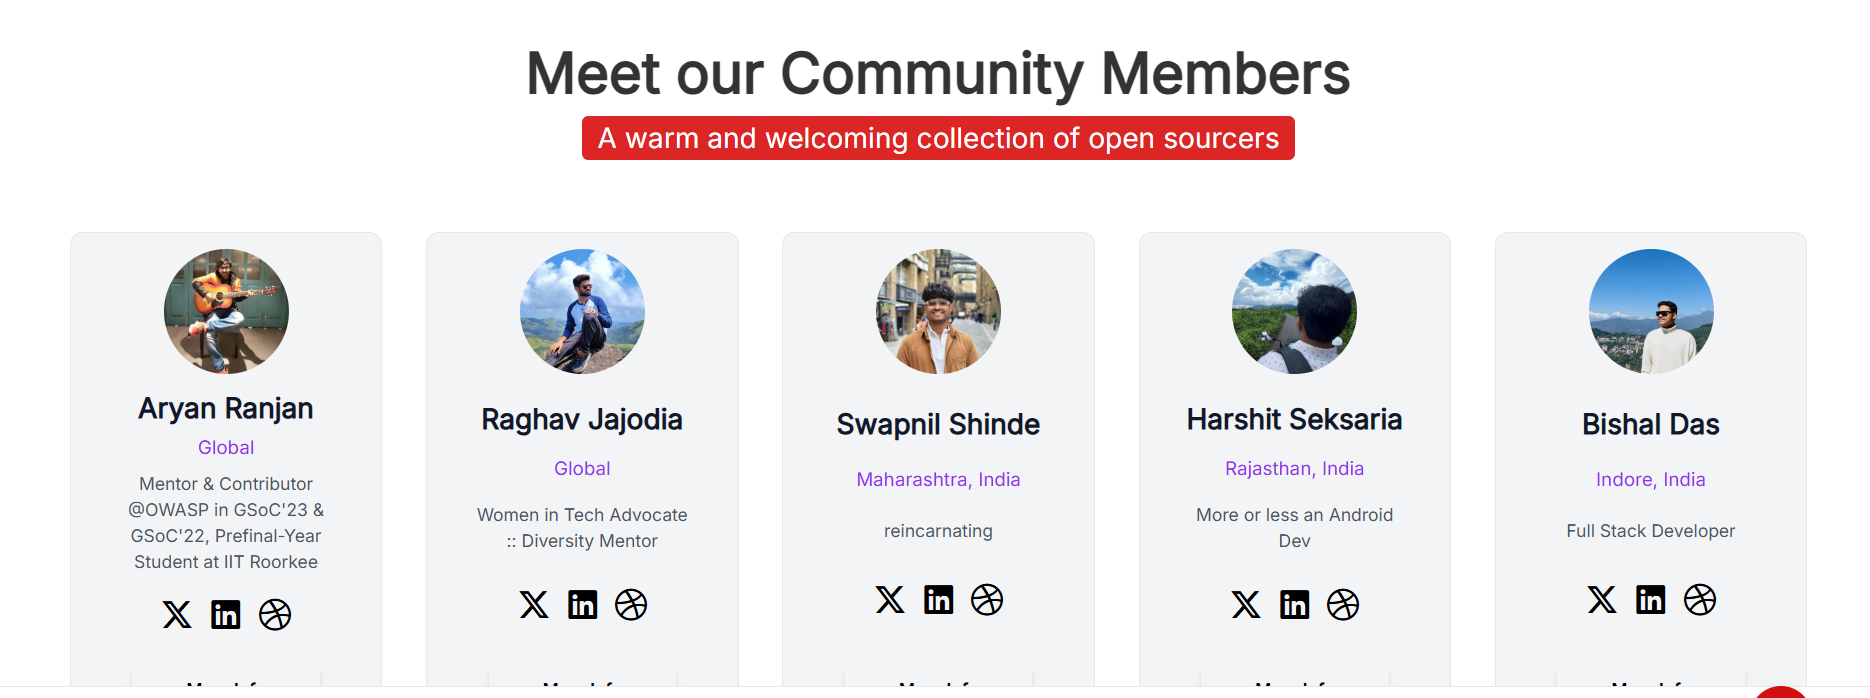 Meet our Community Members
A warm and welcoming collection of open sourcers
Aryan Ranjan
Global
Mentor & Contributor
@OWASP in GSoC'23 &
GSoC'22, Prefinal-Year
Student at IIT Roorkee
Raghav Jajodia
Global
Women in Tech Advocate
:: Diversity Mentor
Swapnil Shinde
Maharashtra, India
reincarnating
Harshit Seksaria
Rajasthan, India
More or less an Android
Dev
Bishal Das
Indore, India
Full Stack Developer